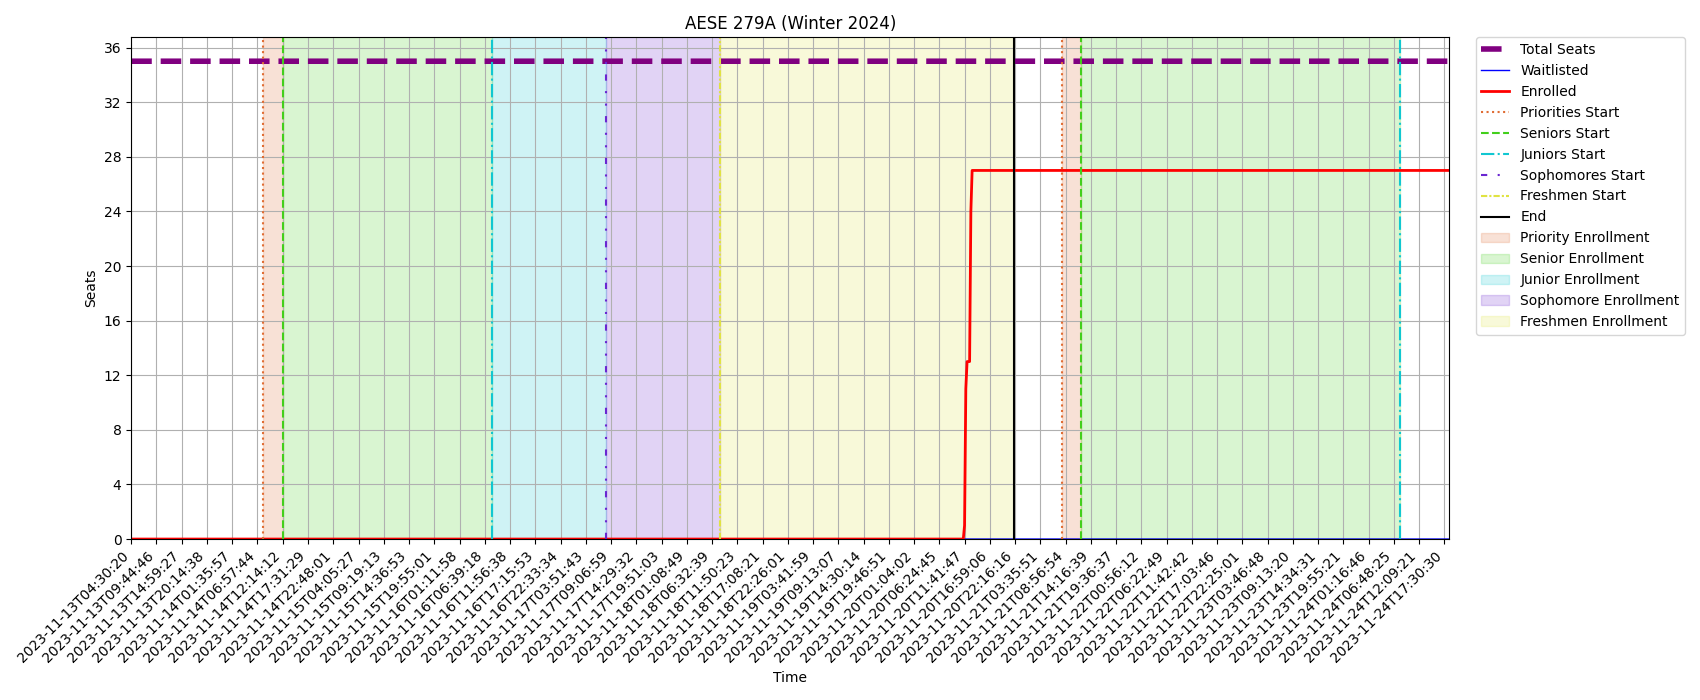 AESE 279A (Winter 2024)
36
32
28
24
20
16
12
8
4
0
Seats
2023-11-13T04:30:20
2023-11-13T09:44:46
2023-11-13T14:59:27
2023-11-13T20:14:38
2023-11-14T01:35:57
2023-11-14T06:57:44
2023-11-14T12:14:12
2023-11-14T17:31:29
2023-11-14T22:48:01
2023-11-15T04:05:27
2023-11-15T09:19:13
2023-11-15T14:36:53
2023-11-15T19:55:01
2023-11-16T01:11:58
2023-11-16T06:39:18
2023-11-16T11:56:38
2023-11-16T17:15:53
2023-11-16T22:33:34
2023-11-17T03:51:43
2023-11-17T09:06:59
2023-11-17T14:29:32
2023-11-17T19:51:03
2023-11-18T01:08:49
2023-11-18T06:32:39
2023-11-18T11:50:23
2023-11-18T17:08:21
2023-11-18T22:26:01
2023-11-19T03:41:59
2023-11-19T09:13:07
2023-11-19T14:30:14
2023-11-19T19:46:51
2023-11-20T01:04:02
2023-11-20T06:24:45
2023-11-20T11:41:47
2023-11-20T16:59:06
2023-11-20T22:16:16
2023-11-21T03:35:51
2023-11-21T08:56:54
2023-11-21T14:16:39
2023-11-21T19:36:37
2023-11-22T00:56:12
2023-11-22T06:22:49
2023-11-22T11:42:42
2023-11-22T17:03:46
2023-11-22T22:25:01
2023-11-23T03:46:48
2023-11-23T09:13:20
2023-11-23T14:34:31
2023-11-23T19:55:21
2023-11-24T01:16:46
2023-11-24T06:48:25
2023-11-24T12:09:21
2023-11-24T17:30:30
Time
Total Seats
Waitlisted
Enrolled
Priorities Start
Seniors Start
Juniors Start
Sophomores Start
Freshmen Start
End
Priority Enrollment
Senior Enrollment
Junior Enrollment
Sophomore Enrollment
Freshmen Enrollment